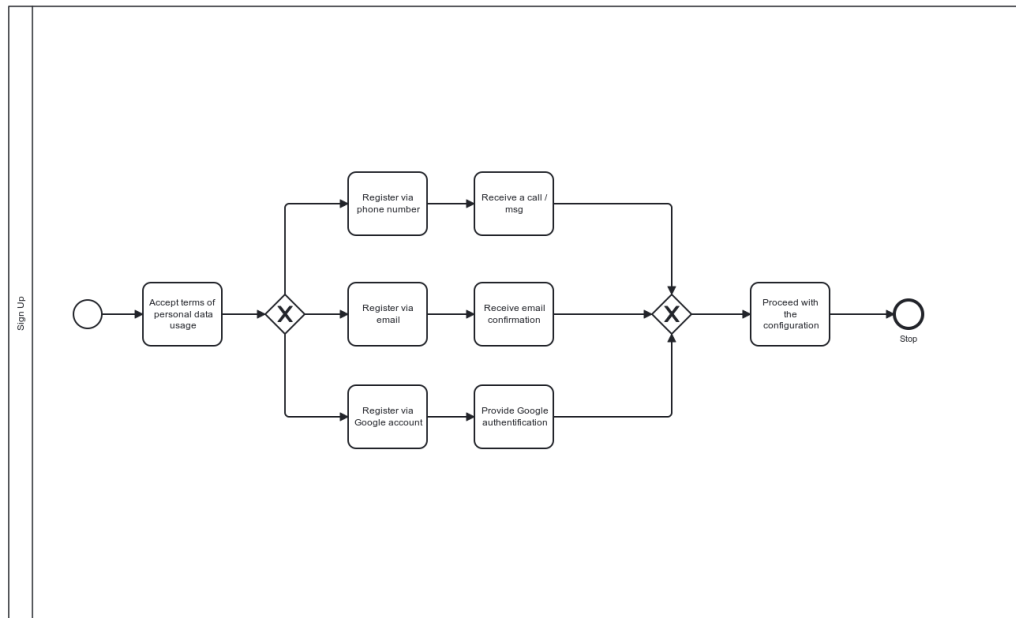 Sign Up
Accept terms of
personal data
usage
X
Register via
phone number
Receive a call /
msg
Register via
email
Receive email
confirmation
Register via
Google account
Provide Google
authentification
X
Proceed with
the
configuration
Stop